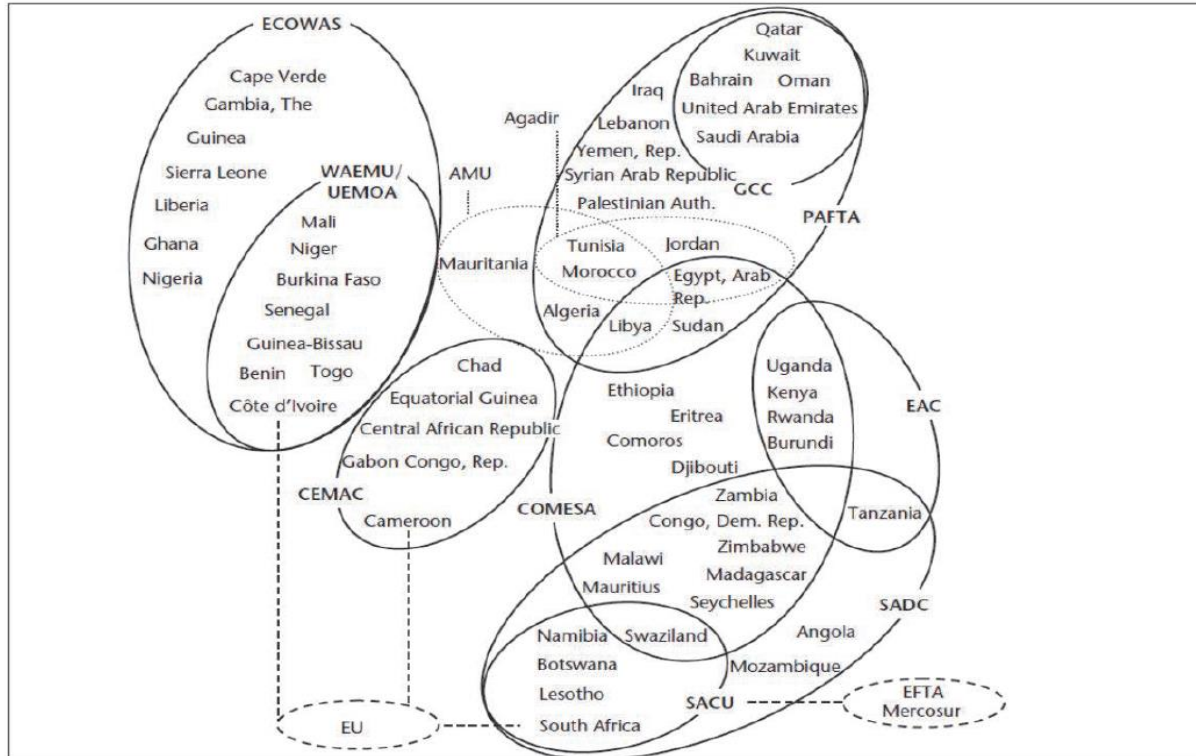 ECOWAS
Cape Verde
Gambia, The
Guinea
Sierra Leone
Liberia
Ghana
Nigeria
WAEMU/
UEMOA
Mali
Niger
Burkina Faso
Senegal
Guinea-Bissau
Benin Togo
Côte d'Ivoire
AMU
Mauritania
Agadir
Qatar
Kuwait
Bahrain Oman
United Arab Emirates
Saudi Arabia
GCC
Iraq
Lebanon
Yemen, Rep.
Syrian Arab Republic
Palestinian Auth.
PAFTA
Tunisia Jordan
Morocco
Egypt, Arab
Rep.
Algeria
Libya Sudan
Chad
Equatorial Guinea
Central African Republic
Gabon Congo, Rep.
CEMAC
Cameroon
COMESA
Ethiopia
Eritrea
Comoros
Djibouti
Uganda
Kenya
Rwanda
Burundi
EAC
Tanzania
Zambia
Congo, Dem. Rep.
Zimbabwe
Malawi
Madagascar
Mauritius
Seychelles
SADC
Angola
Mozambique
Namibia Swaziland
Botswana
Lesotho
South Africa
SACU
EU
EFTA
Mercosur